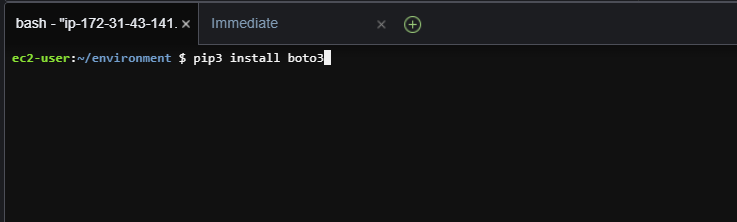 bash - "ip-172-31-43-141.
Immediate
ec2-user:~/environment $ pip3 install boto3